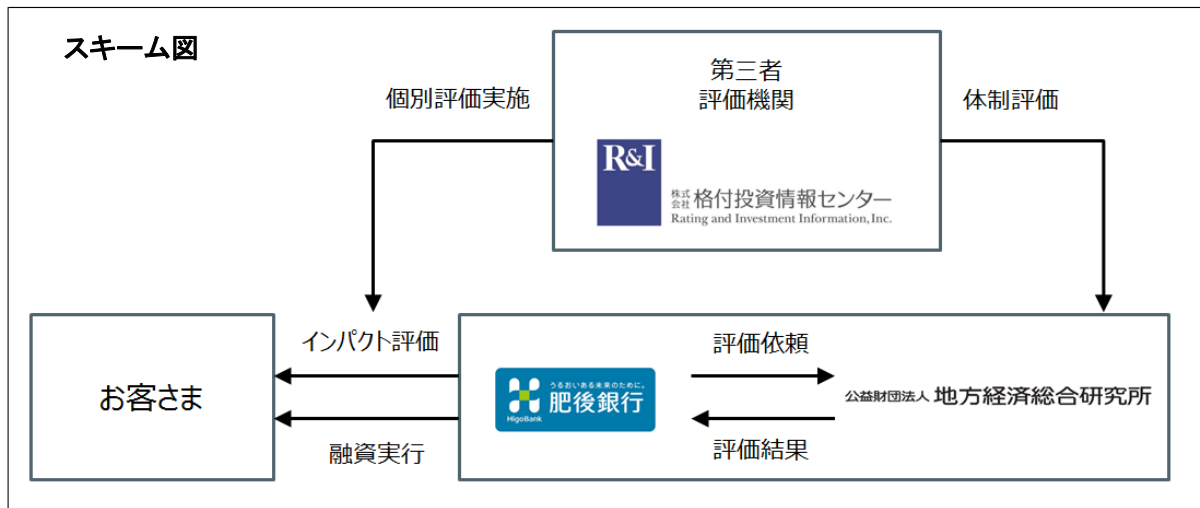 スキーム図
第三者
評価機関
個別評価実施
体制評価
R&I
株式会社 格付投資情報センター
Rating and Investment Information, Inc.
インパクト評価
評価依頼
お客さま
うるおいある未来のために。
肥後銀行
HigoBank
公益財団法人 地方経済総合研究所
融資実行
評価結果